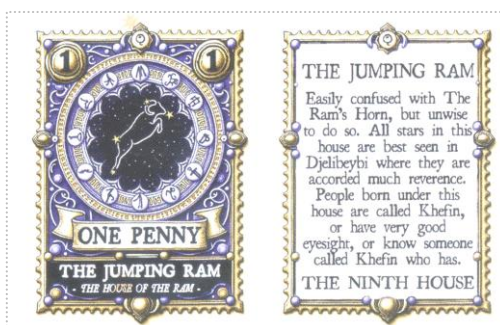 1 1
ONE PENNY
THE JUMPING RAM
- THE HOUSE OF THE RAM -
THE JUMPING RAM
Easily confused with The
Ram's Horn, but unwise
to do so. All stars in this
house are best seen in
Djelibeybi where they are
accorded much reverence.
People born under this
house are called Khefin,
or have very good
eyesight, or know someone
called Khefin who has.
THE NINTH HOUSE